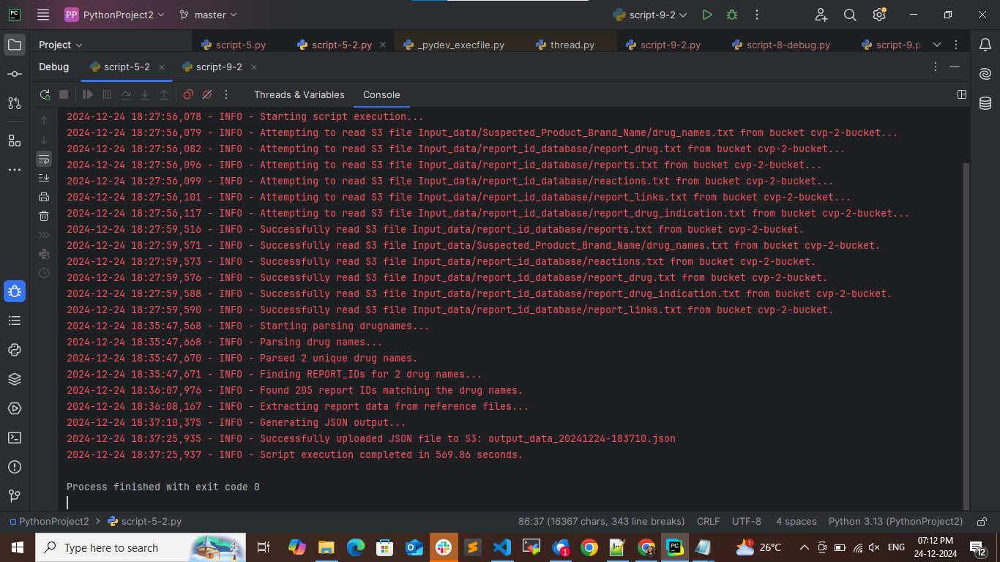 PC
PP
PythonProject2
master
script-9-2
Project
script-5.py
script-5-2.py
_pydev_execfile.py
thread.py
script-9-2.py
script-8-debug.py
script-9.p
Debug
script-5-2
script-9-2
Threads & Variables
Console
2024-12-24 18:27:56,078 - INFO - Starting script execution...
2024-12-24 18:27:56,079 - INFO - Attempting to read S3 file Input_data/Suspected_Product_Brand_Name/drug_names.txt from bucket cvp-2-bucket...
2024-12-24 18:27:56,082 - INFO - Attempting to read S3 file Input_data/report_id_database/report_drug.txt from bucket cvp-2-bucket...
2024-12-24 18:27:56,096 - INFO - Attempting to read S3 file Input_data/report_id_database/reports.txt from bucket cvp-2-bucket...
2024-12-24 18:27:56,099 - INFO - Attempting to read S3 file Input_data/report_id_database/reactions.txt from bucket cvp-2-bucket...
2024-12-24 18:27:56,101 - INFO - Attempting to read S3 file Input_data/report_id_database/report_links.txt from bucket cvp-2-bucket...
2024-12-24 18:27:56,117 - INFO - Attempting to read S3 file Input_data/report_id_database/report_drug_indication.txt from bucket cvp-2-bucket...
2024-12-24 18:27:59,516 - INFO - Successfully read S3 file Input_data/report_id_database/reports.txt from bucket cvp-2-bucket.
2024-12-24 18:27:59,571 - INFO - Successfully read S3 file Input_data/Suspected_Product_Brand_Name/drug_names.txt from bucket cvp-2-bucket.
2024-12-24 18:27:59,573 - INFO - Successfully read S3 file Input_data/report_id_database/reactions.txt from bucket cvp-2-bucket.
2024-12-24 18:27:59,576 - INFO - Successfully read S3 file Input_data/report_id_database/report_drug.txt from bucket cvp-2-bucket.
2024-12-24 18:27:59,588 - INFO - Successfully read S3 file Input_data/report_id_database/report_drug_indication.txt from bucket cvp-2-bucket.
2024-12-24 18:27:59,590 - INFO - Successfully read S3 file Input_data/report_id_database/report_links.txt from bucket cvp-2-bucket.
2024-12-24 18:35:47,568 - INFO - Starting parsing drugnames...
2024-12-24 18:35:47,668 - INFO - Parsing drug names...
2024-12-24 18:35:47,670 - INFO - Parsed 2 unique drug names.
2024-12-24 18:35:47,671 - INFO - Finding REPORT_IDs for 2 drug names...
2024-12-24 18:36:07,976 - INFO - Found 205 report IDs matching the drug names.
2024-12-24 18:36:08,167 - INFO - Extracting report data from reference files...
2024-12-24 18:37:10,375 - INFO - Generating JSON output...
2024-12-24 18:37:25,935 - INFO - Successfully uploaded JSON file to S3: output_data_20241224-183710.json
2024-12-24 18:37:25,937 - INFO - Script execution completed in 569.86 seconds.
Process finished with exit code 0
PythonProject2 > script-5-2.py
86:37 (16367 chars, 343 line breaks)
CRLF
UTF-8
4 spaces
Python 3.13 (PythonProject2)
Type here to search
PC
1
1
26°C
ENG
07:12 PM
24-12-2024
12